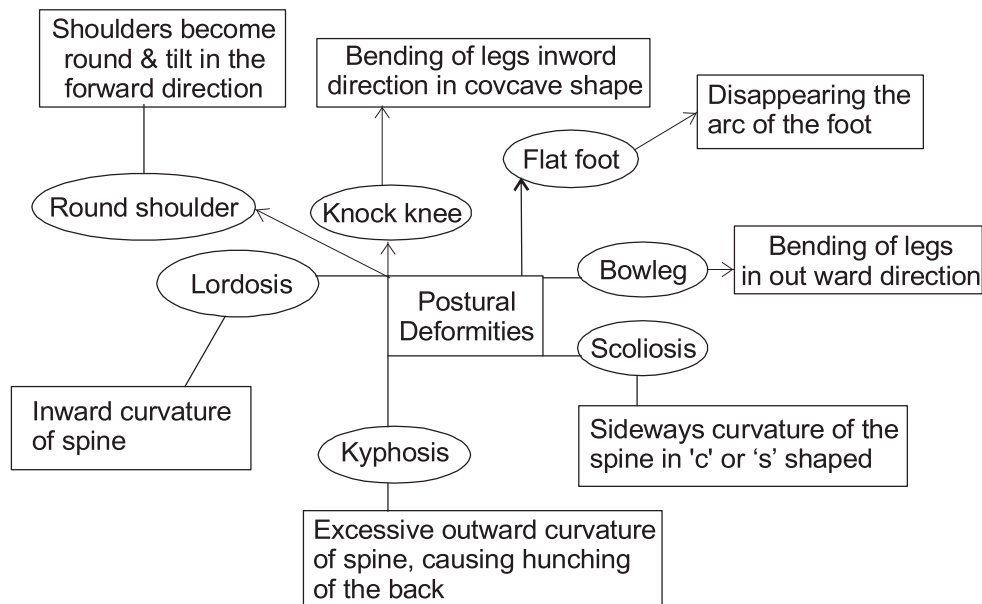 Shoulders become
round & tilt in the
forward direction
Bending of legs inword
direction in covcave shape
Disappearing the
arc of the foot
Flat foot
Round shoulder
Knock knee
Bending of legs
in out ward direction
Bowleg
Lordosis
Postural
Deformities
Scoliosis
Inward curvature
of spine
Sideways curvature of the
spine in 'c' or ‘s’ shaped
Kyphosis
Excessive outward curvature
of spine, causing hunching
of the back